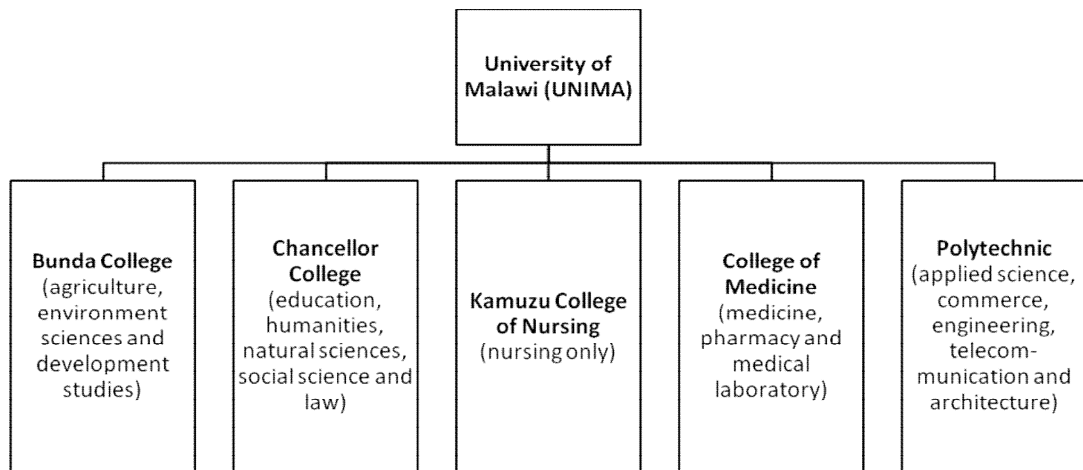 University of
Malawi (UNIMA)
Bunda College
(agriculture,
environment
sciences and
development
studies)
Chancellor
College
(education,
humanities,
natural sciences,
social science and
law)
Kamuzu College
of Nursing
(nursing only)
College of
Medicine
(medicine,
pharmacy and
medical
laboratory)
Polytechnic
(applied science,
commerce,
engineering,
telecom-
munication and
architecture)